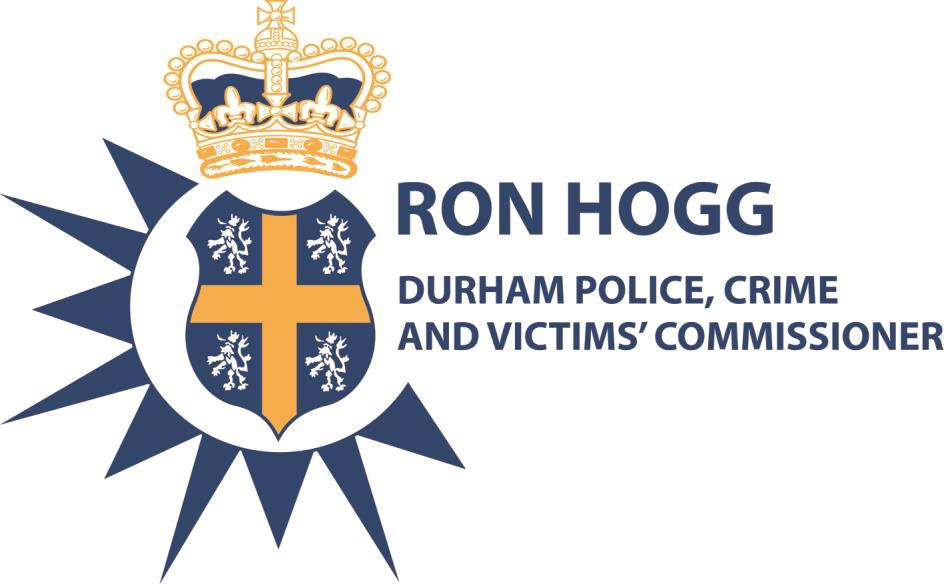 RON HOGG
DURHAM POLICE, CRIME
AND VICTIMS’ COMMISSIONER